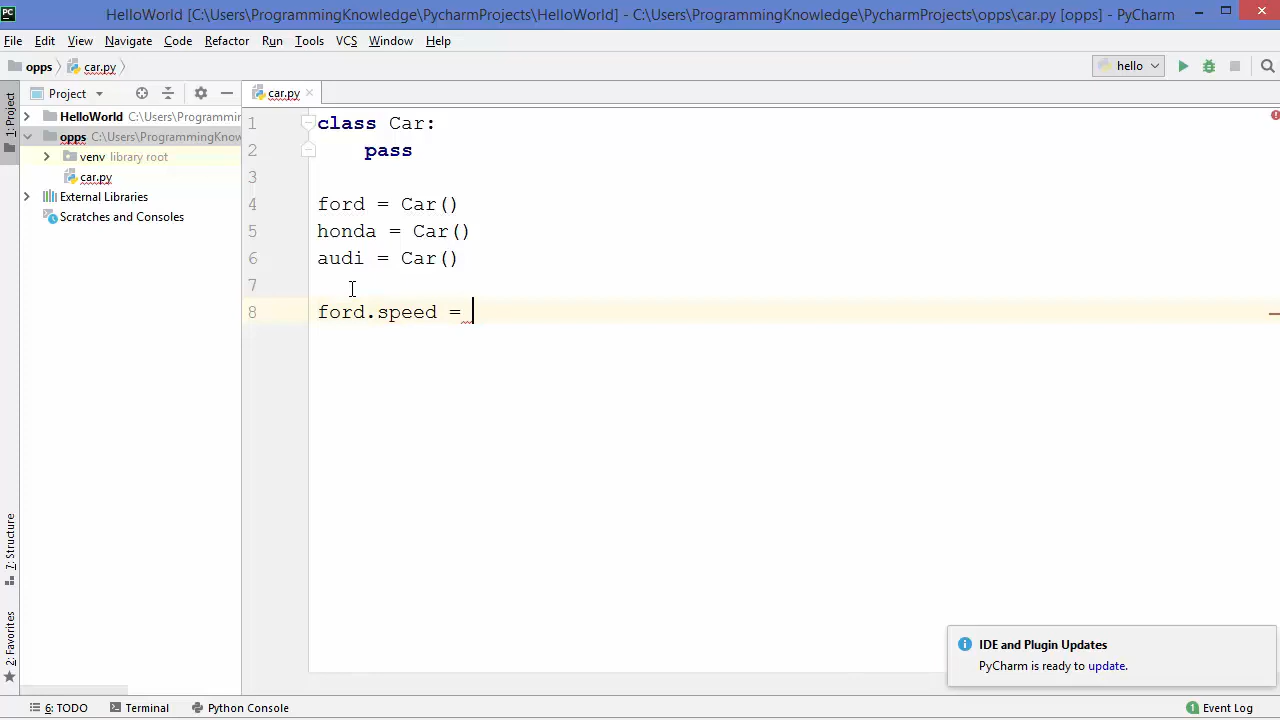 PC HelloWorld [C:\Users\ProgrammingKnowledge\PycharmProjects\HelloWorld] - C:\Users\ProgrammingKnowledge\PycharmProjects\opps\car.py [opps] - PyCharm
File Edit View Navigate Code Refactor Run Tools VCS Window Help
opps car.py hello
1: Project
Project
car.py
HelloWorld C:\Users\Programmin
opps C:\Users\ProgrammingKnow
venv library root
car.py
External Libraries
Scratches and Consoles
1 class Car:
2 pass
3
4 ford = Car()
5 honda = Car()
6 audi = Car()
7
8 ford.speed =
7: Structure
2: Favorites
IDE and Plugin Updates
PyCharm is ready to update.
6: TODO Terminal Python Console 1 Event Log